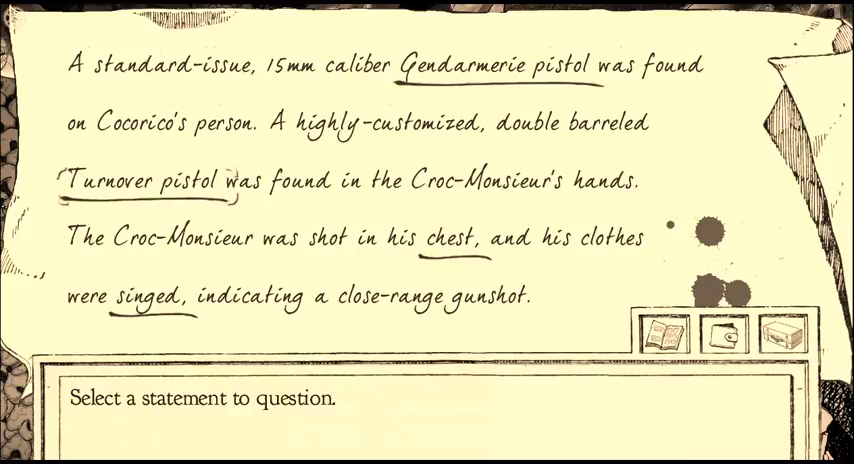 A standard-issue, 15mm caliber Gendarmerie pistol was found
on Cocorico's person. A highly-customized, double barreled
Turnover pistol was found in the Croc-Monsieur's hands.
The Croc-Monsieur was shot in his chest, and his clothes
were singed, indicating a close-range gunshot.
Select a statement to question.